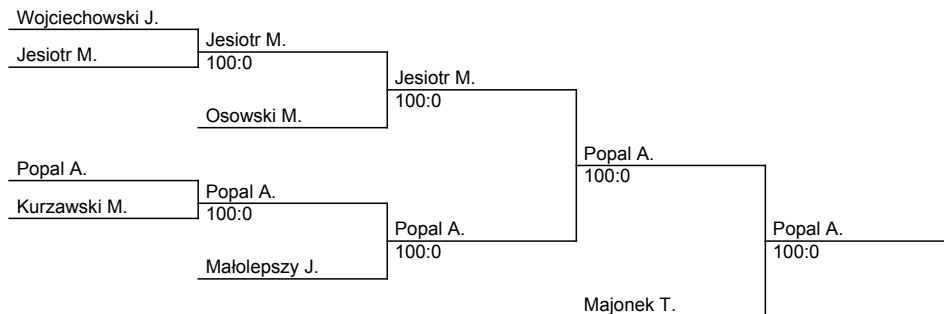 Wojciechowski J.
Jesiotr M.
Jesiotr M.
100:0
Jesiotr M.
100:0
Osowski M.
Popal A.
100:0
Popal A.
Kurzawski M.
Popal A.
100:0
Popal A.
100:0
Małolepszy J.
Popal A.
100:0
Majonek T.